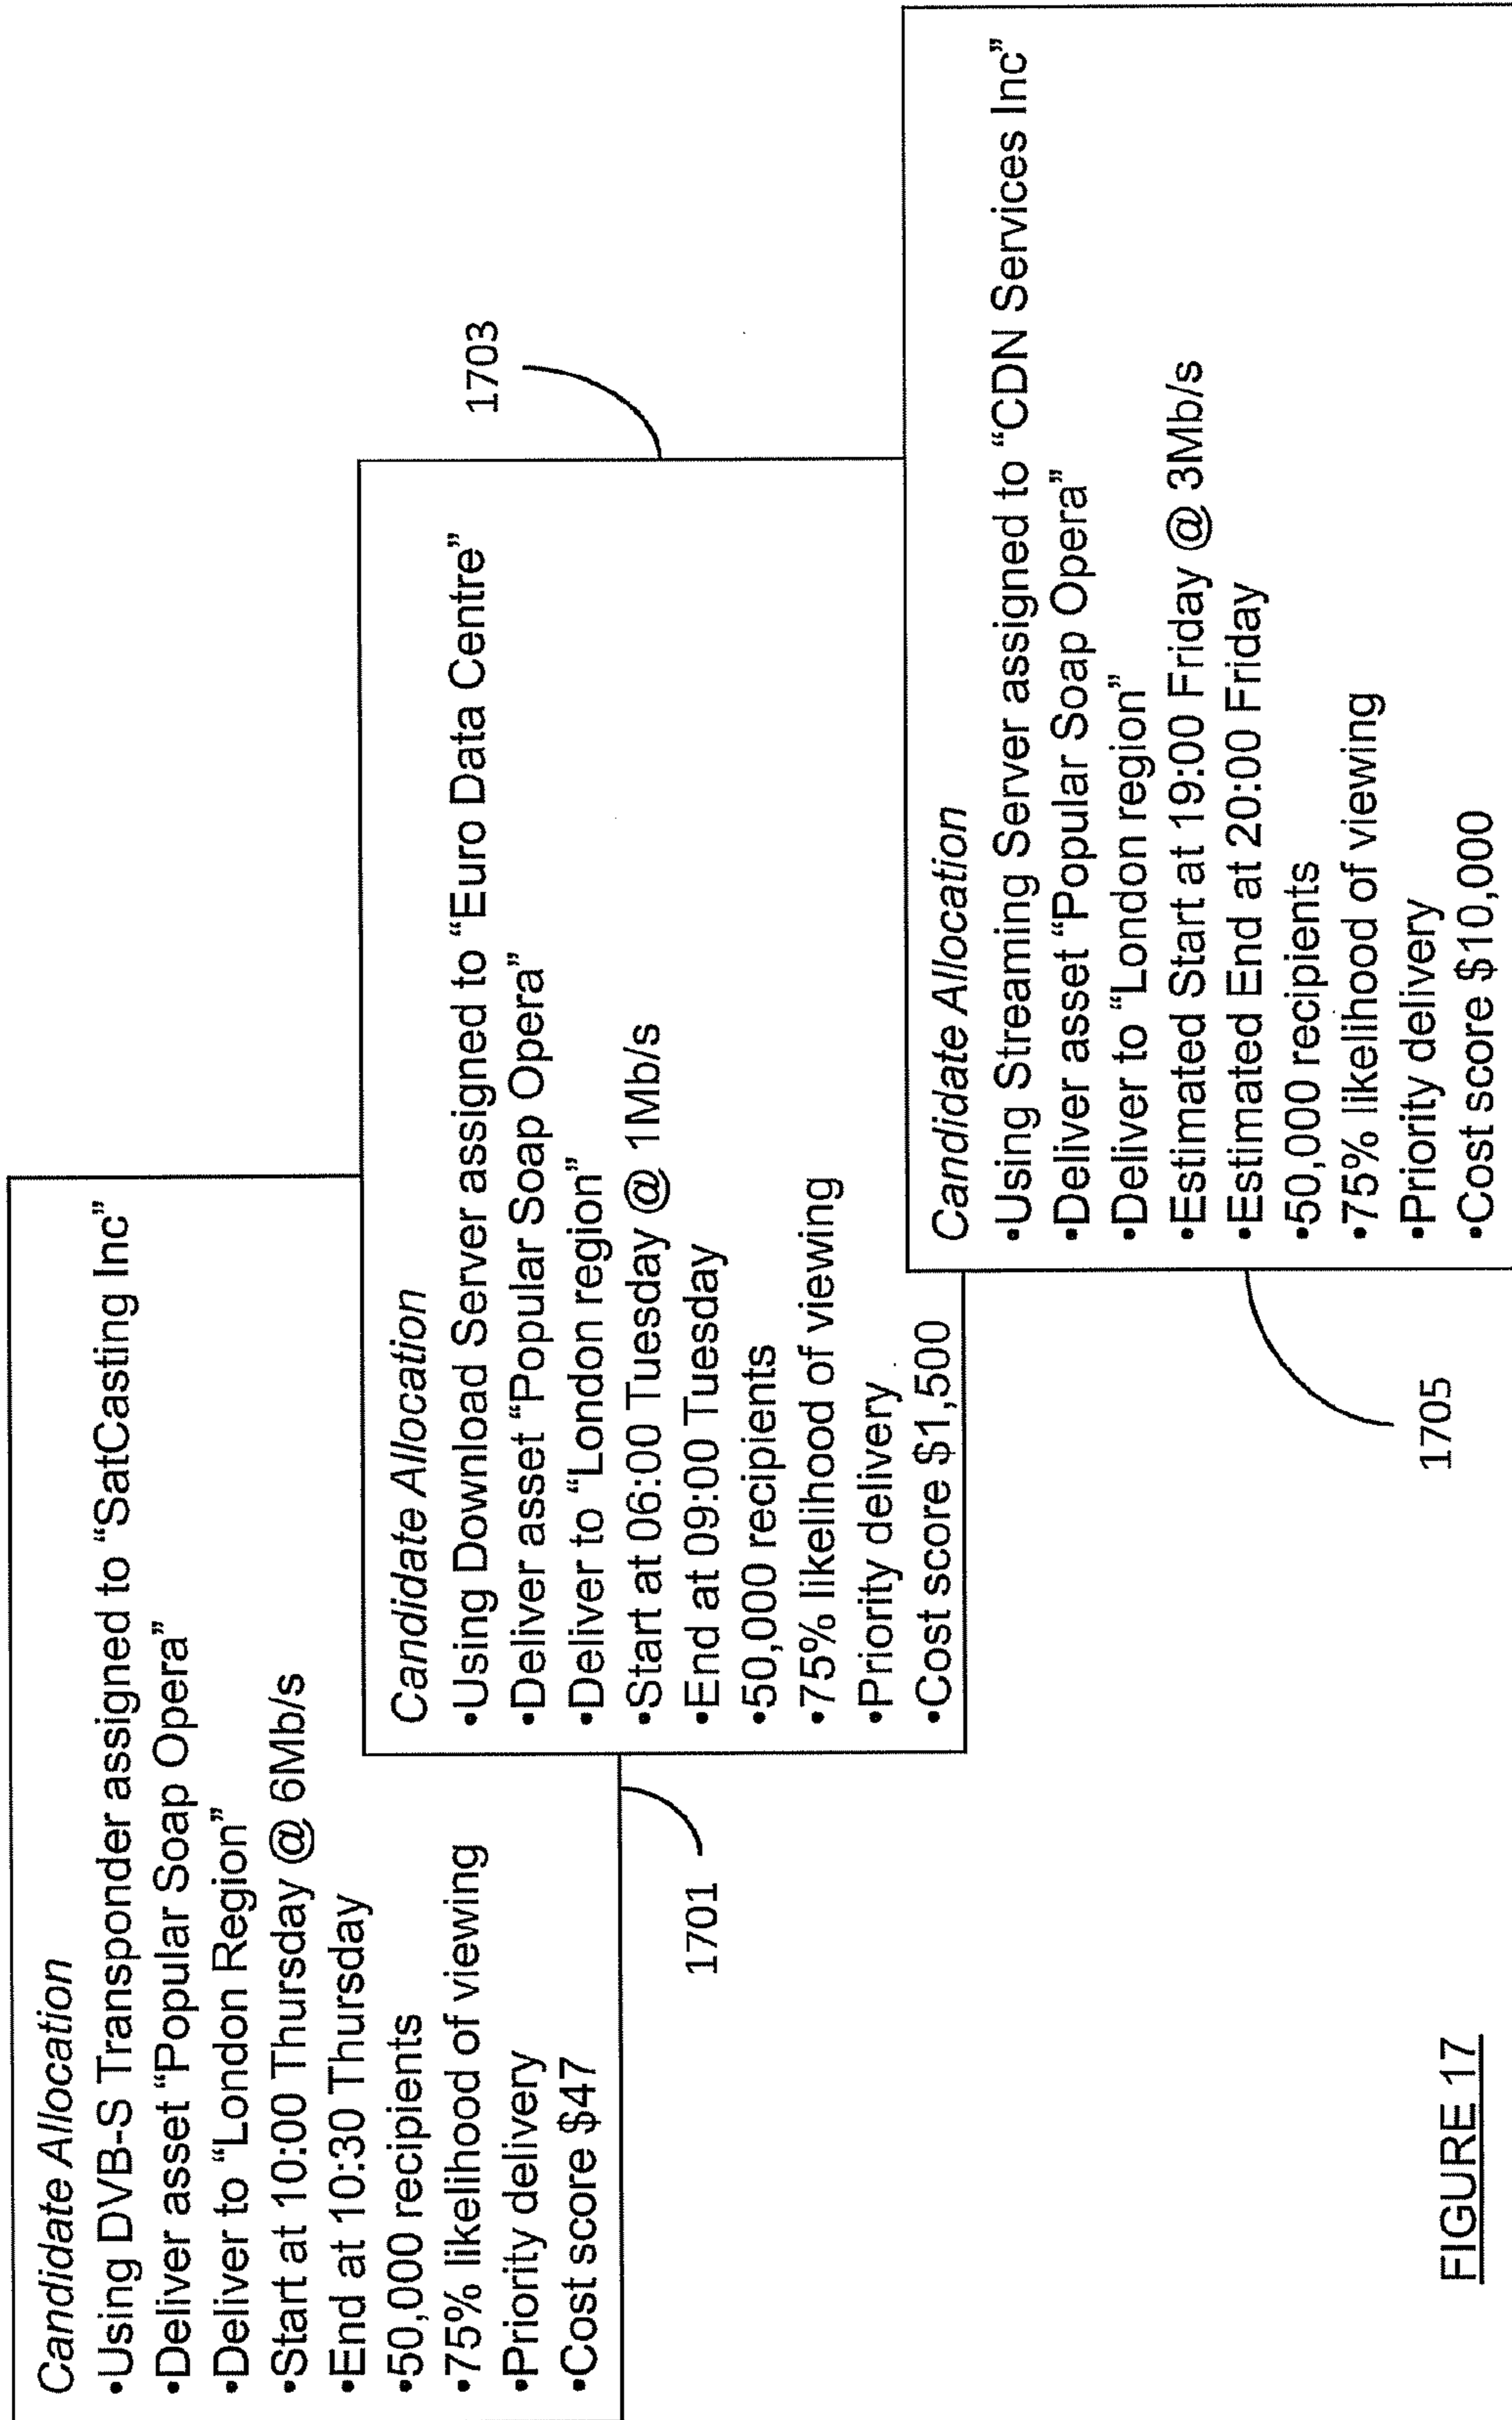 Candidate Allocation
•Using DVB-S Transponder assigned to “SatCasting Inc”
•Deliver asset “Popular Soap Opera”
•Deliver to “London Region”
•Start at 10:00 Thursday @ 6Mb/s
•End at 10:30 Thursday
•50,000 recipients
•75% likelihood of viewing
•Priority delivery
•Cost score $47
1701
Candidate Allocation
•Using Download Server assigned to “Euro Data Centre”
•Deliver asset “Popular Soap Opera”
•Deliver to “London region”
•Start at 06:00 Tuesday @ 1Mb/s
•End at 09:00 Tuesday
•50,000 recipients
•75% likelihood of viewing
•Priority delivery
•Cost score $1,500
1703
Candidate Allocation
•Using Streaming Server assigned to “CDN Services Inc”
•Deliver asset “Popular Soap Opera”
•Deliver to “London region”
•Estimated Start at 19:00 Friday @ 3Mb/s
•Estimated End at 20:00 Friday
•50,000 recipients
•75% likelihood of viewing
•Priority delivery
•Cost score $10,000
1705
FIGURE 17